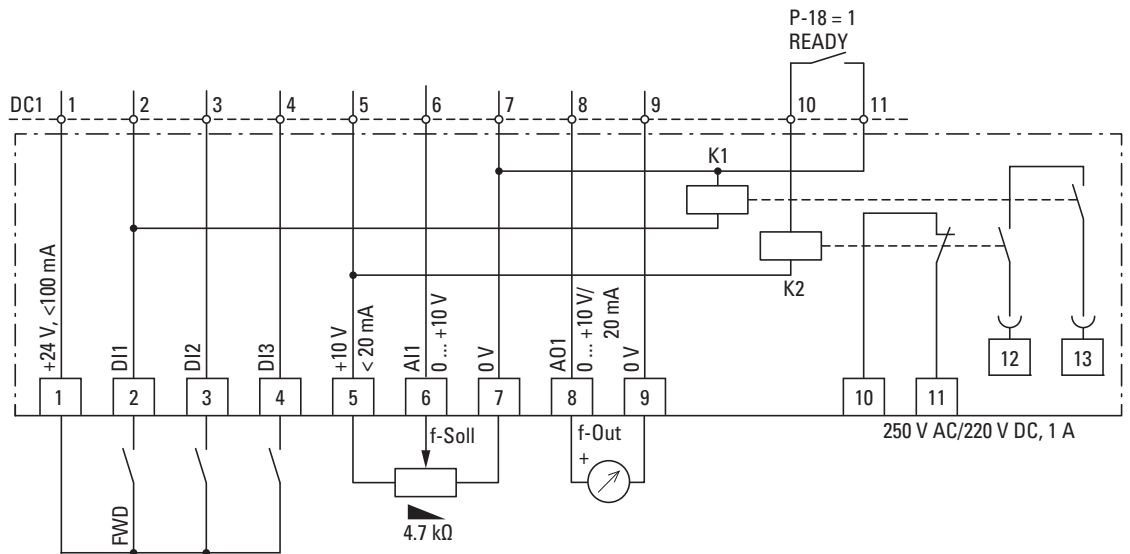 P-18 = 1
READY
DC1 1 2 3 4 5 6 7 8 9 10 11
K1
K2
+24 V, <100 mA
DI1
DI2
DI3
+10 V
< 20 mA
AI1
0 ... +10 V
0 V
AO1
0 ... +10 V/
20 mA
0 V
12 13
1 2 3 4 5 6 7 8 9 10 11
250 V AC/220 V DC, 1 A
FWD
f-Soll
4.7 kΩ
f-Out
+